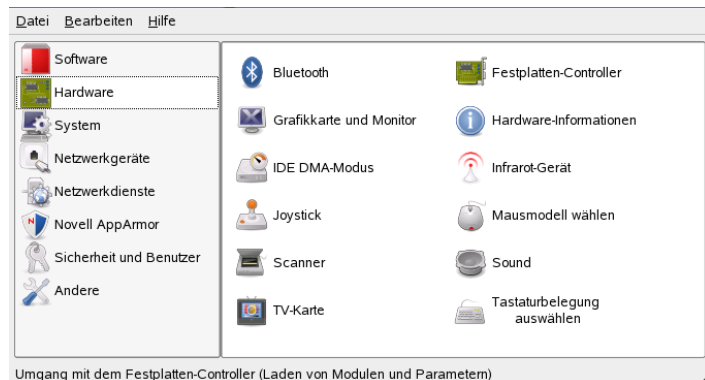 Datei Bearbeiten Hilfe
Software
Hardware
System
Netzwerkgeräte
Netzwerkdienste
Novell AppArmor
Sicherheit und Benutzer
Andere
Bluetooth
Festplatten-Controller
Grafikkarte und Monitor
Hardware-Informationen
IDE DMA-Modus
Infrarot-Gerät
Joystick
Mausmodell wählen
Scanner
Sound
TV-Karte
Tastaturbelegung
auswählen
Umgang mit dem Festplatten-Controller (Laden von Modulen und Parametern)